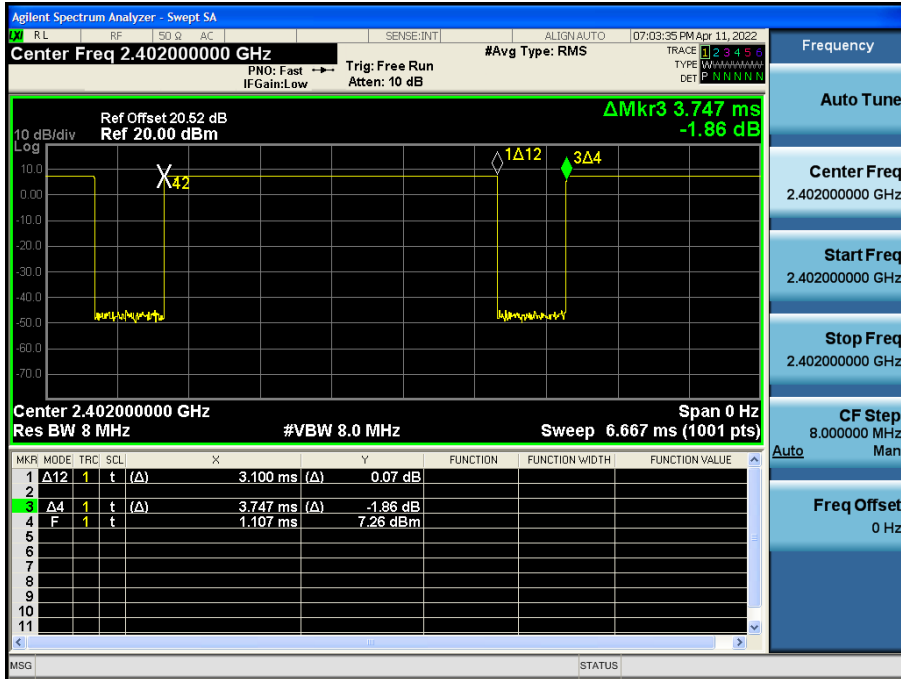 Agilent Spectrum Analyzer - Swept SA
LXI RL RF 50 Ω AC SENSE:INT ALIGN AUTO 07:03:35 PM Apr 11, 2022
Center Freq 2.402000000 GHz
PNO: Fast
IFGain:Low
Trig: Free Run
Atten: 10 dB
#Avg Type: RMS
TRACE 1 2 3 4 5 6
TYPE WWWWWW
DET P N N N N N
ΔMkr3 3.747 ms
-1.86 dB
Ref Offset 20.52 dB
10 dB/div Ref 20.00 dBm
Log
10.0
0.00
-10.0
-20.0
-30.0
-40.0
-50.0
-60.0
-70.0
X42
1Δ12
3Δ4
Center 2.402000000 GHz Span 0 Hz
Res BW 8 MHz #VBW 8.0 MHz Sweep 6.667 ms (1001 pts)
MKR MODE TRC SCL X Y FUNCTION FUNCTION WIDTH FUNCTION VALUE
1 Δ12 1 t (Δ) 3.100 ms (Δ) 0.07 dB
2
3 Δ4 1 t (Δ) 3.747 ms (Δ) -1.86 dB
4 F 1 t 1.107 ms 7.26 dBm
5
6
7
8
9
10
11
MSG STATUS
Frequency
Auto Tune
Center Freq
2.402000000 GHz
Start Freq
2.402000000 GHz
Stop Freq
2.402000000 GHz
CF Step
8.000000 MHz
Auto Man
Freq Offset
0 Hz